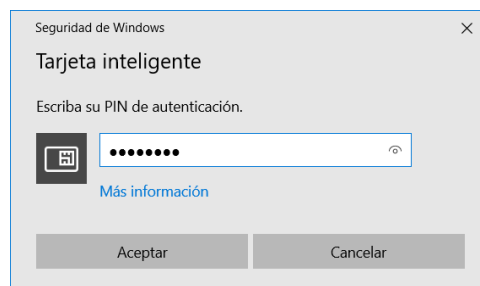 Seguridad de Windows
Tarjeta inteligente
Escriba su PIN de autenticación.
●●●●●●●●
Más información
Aceptar
Cancelar